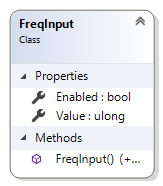 FreqInput
Class
Properties
Enabled : bool
Value : ulong
Methods
FreqInput() (+...